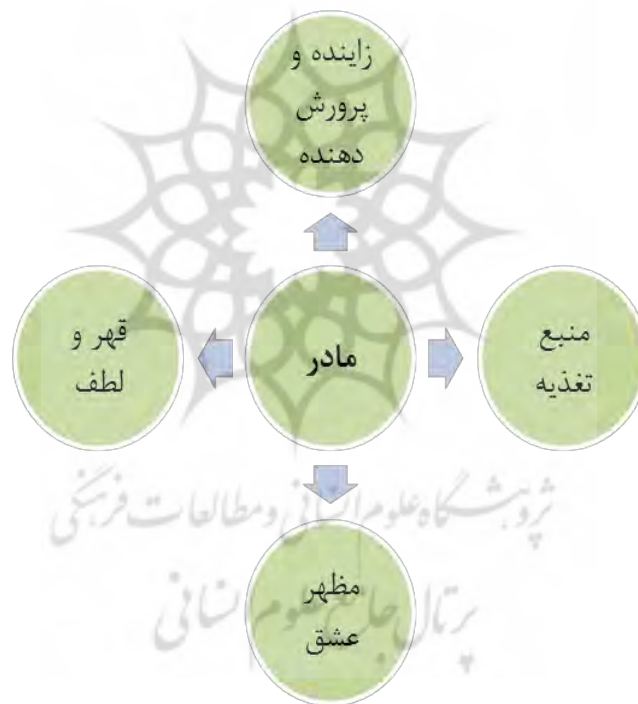 زاینده و
پرورش
دهنده
منبع
تغذیه
مادر
قهر و
لطف
مظهر
عشق
پژوهشگاه علوم انسانی و مطالعات فرهنگی
پرتال جامع علوم انسانی